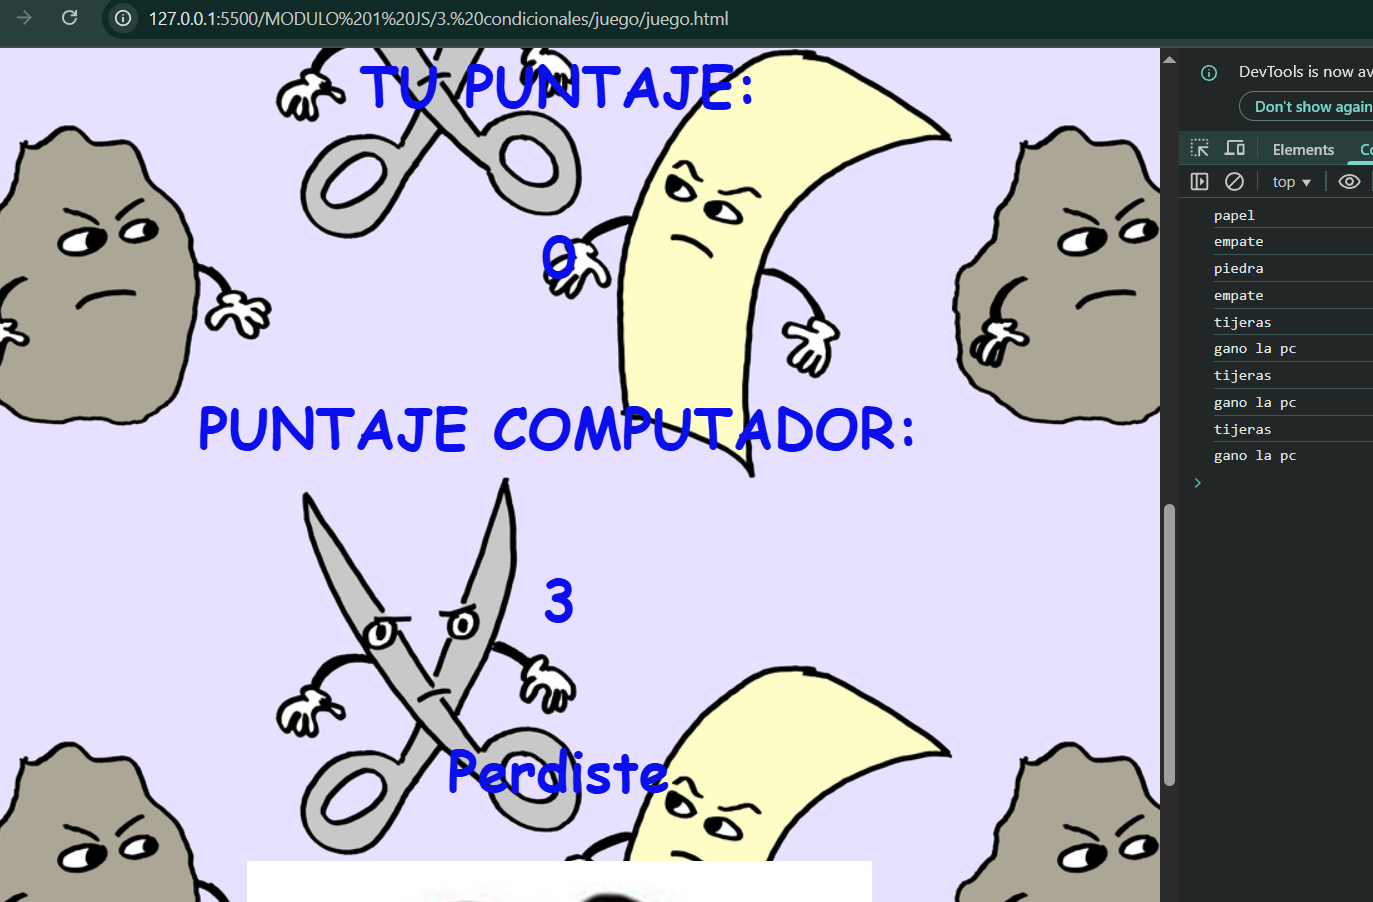 127.0.0.1:5500/MODULO%201%20JS/3.%20condicionales/juego/juego.html
TU PUNTAJE:
0
PUNTAJE COMPUTADOR:
3
Perdiste
DevTools is now av
Don't show again
Elements
Co
top
papel
empate
piedra
empate
tijeras
gano la pc
tijeras
gano la pc
tijeras
gano la pc